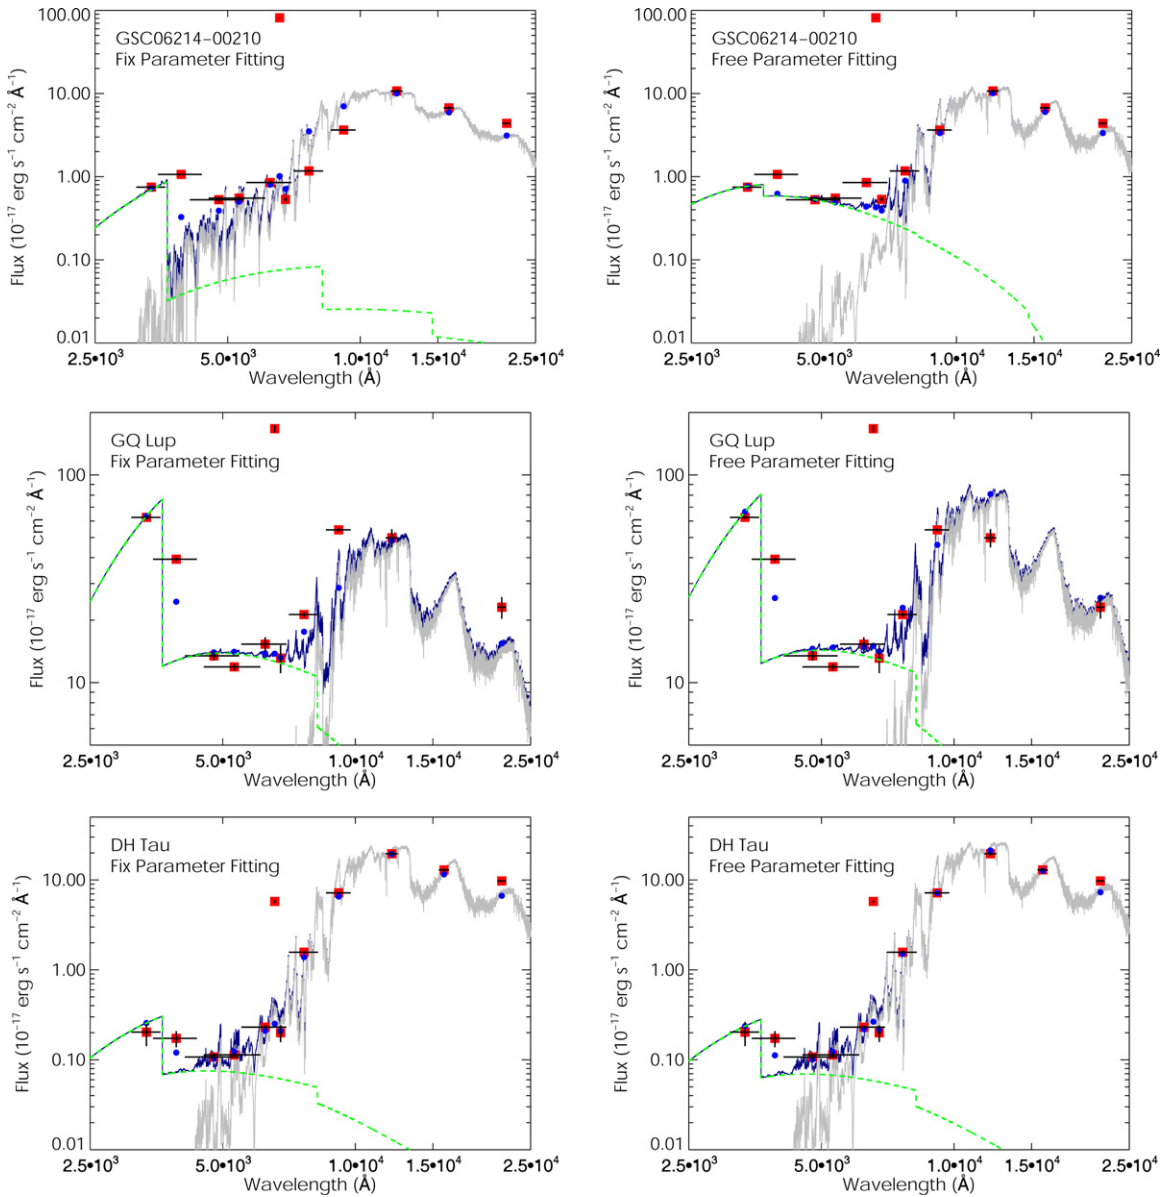 GSC06214−00210
Fix Parameter Fitting
100.00
10.00
1.00
0.10
0.01
Flux (10⁻¹⁷ erg s⁻¹ cm⁻² Å⁻¹)
2.5•10³ 5.0•10³ 1.0•10⁴ 1.5•10⁴ 2.5•10⁴
Wavelength (Å)
GSC06214−00210
Free Parameter Fitting
100.00
10.00
1.00
0.10
0.01
Flux (10⁻¹⁷ erg s⁻¹ cm⁻² Å⁻¹)
2.5•10³ 5.0•10³ 1.0•10⁴ 1.5•10⁴ 2.5•10⁴
Wavelength (Å)
GQ Lup
Fix Parameter Fitting
100
10
Flux (10⁻¹⁷ erg s⁻¹ cm⁻² Å⁻¹)
2.5•10³ 5.0•10³ 1.0•10⁴ 1.5•10⁴ 2.5•10⁴
Wavelength (Å)
GQ Lup
Free Parameter Fitting
100
10
Flux (10⁻¹⁷ erg s⁻¹ cm⁻² Å⁻¹)
2.5•10³ 5.0•10³ 1.0•10⁴ 1.5•10⁴ 2.5•10⁴
Wavelength (Å)
DH Tau
Fix Parameter Fitting
10.00
1.00
0.10
0.01
Flux (10⁻¹⁷ erg s⁻¹ cm⁻² Å⁻¹)
2.5•10³ 5.0•10³ 1.0•10⁴ 1.5•10⁴ 2.5•10⁴
Wavelength (Å)
DH Tau
Free Parameter Fitting
10.00
1.00
0.10
0.01
Flux (10⁻¹⁷ erg s⁻¹ cm⁻² Å⁻¹)
2.5•10³ 5.0•10³ 1.0•10⁴ 1.5•10⁴ 2.5•10⁴
Wavelength (Å)